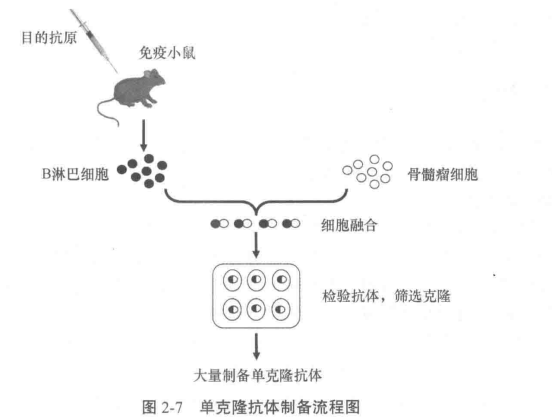 目的抗原
免疫小鼠
B淋巴细胞
骨髓瘤细胞
细胞融合
检验抗体，筛选克隆
大量制备单克隆抗体
图 2-7 单克隆抗体制备流程图